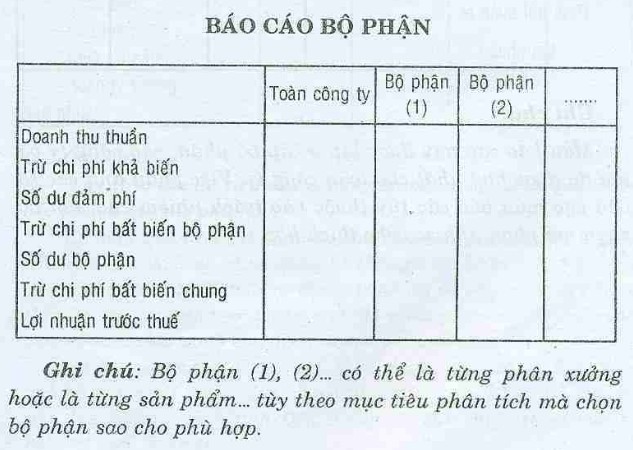 BÁO CÁO BỘ PHẬN
Toàn công ty
Bộ phận
(1)
Bộ phận
(2)
.......
Doanh thu thuần
Trừ chi phí khả biến
Số dư đảm phí
Trừ chi phí bất biến bộ phận
Số dư bộ phận
Trừ chi phí bất biến chung
Lợi nhuận trước thuế
Ghi chú: Bộ phận (1), (2)... có thể là từng phân xưởng
hoặc là từng sản phẩm... tùy theo mục tiêu phân tích mà chọn
bộ phận sao cho phù hợp.